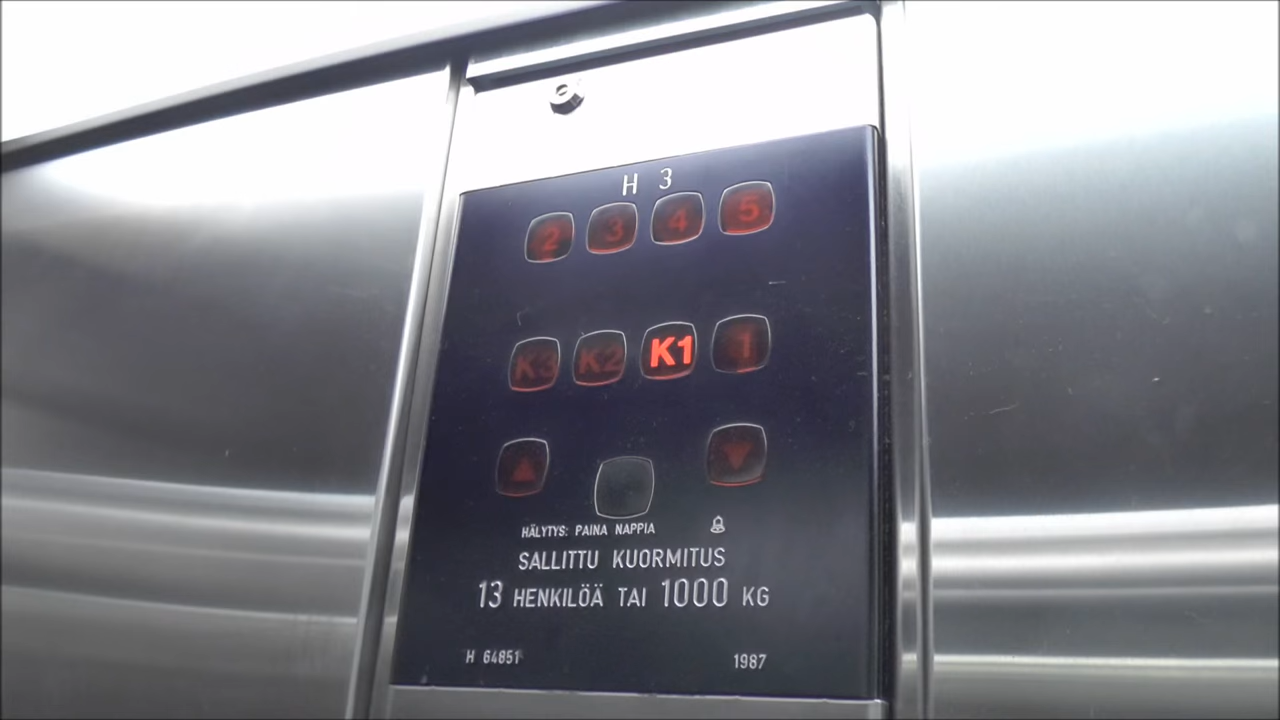 H 3
2 3 4 5
K3 K2 K1 1
HÄLYTYS: PAINA NAPPIA
SALLITTU KUORMITUS
13 HENKILÖÄ TAI 1000 KG
H 64851 1987